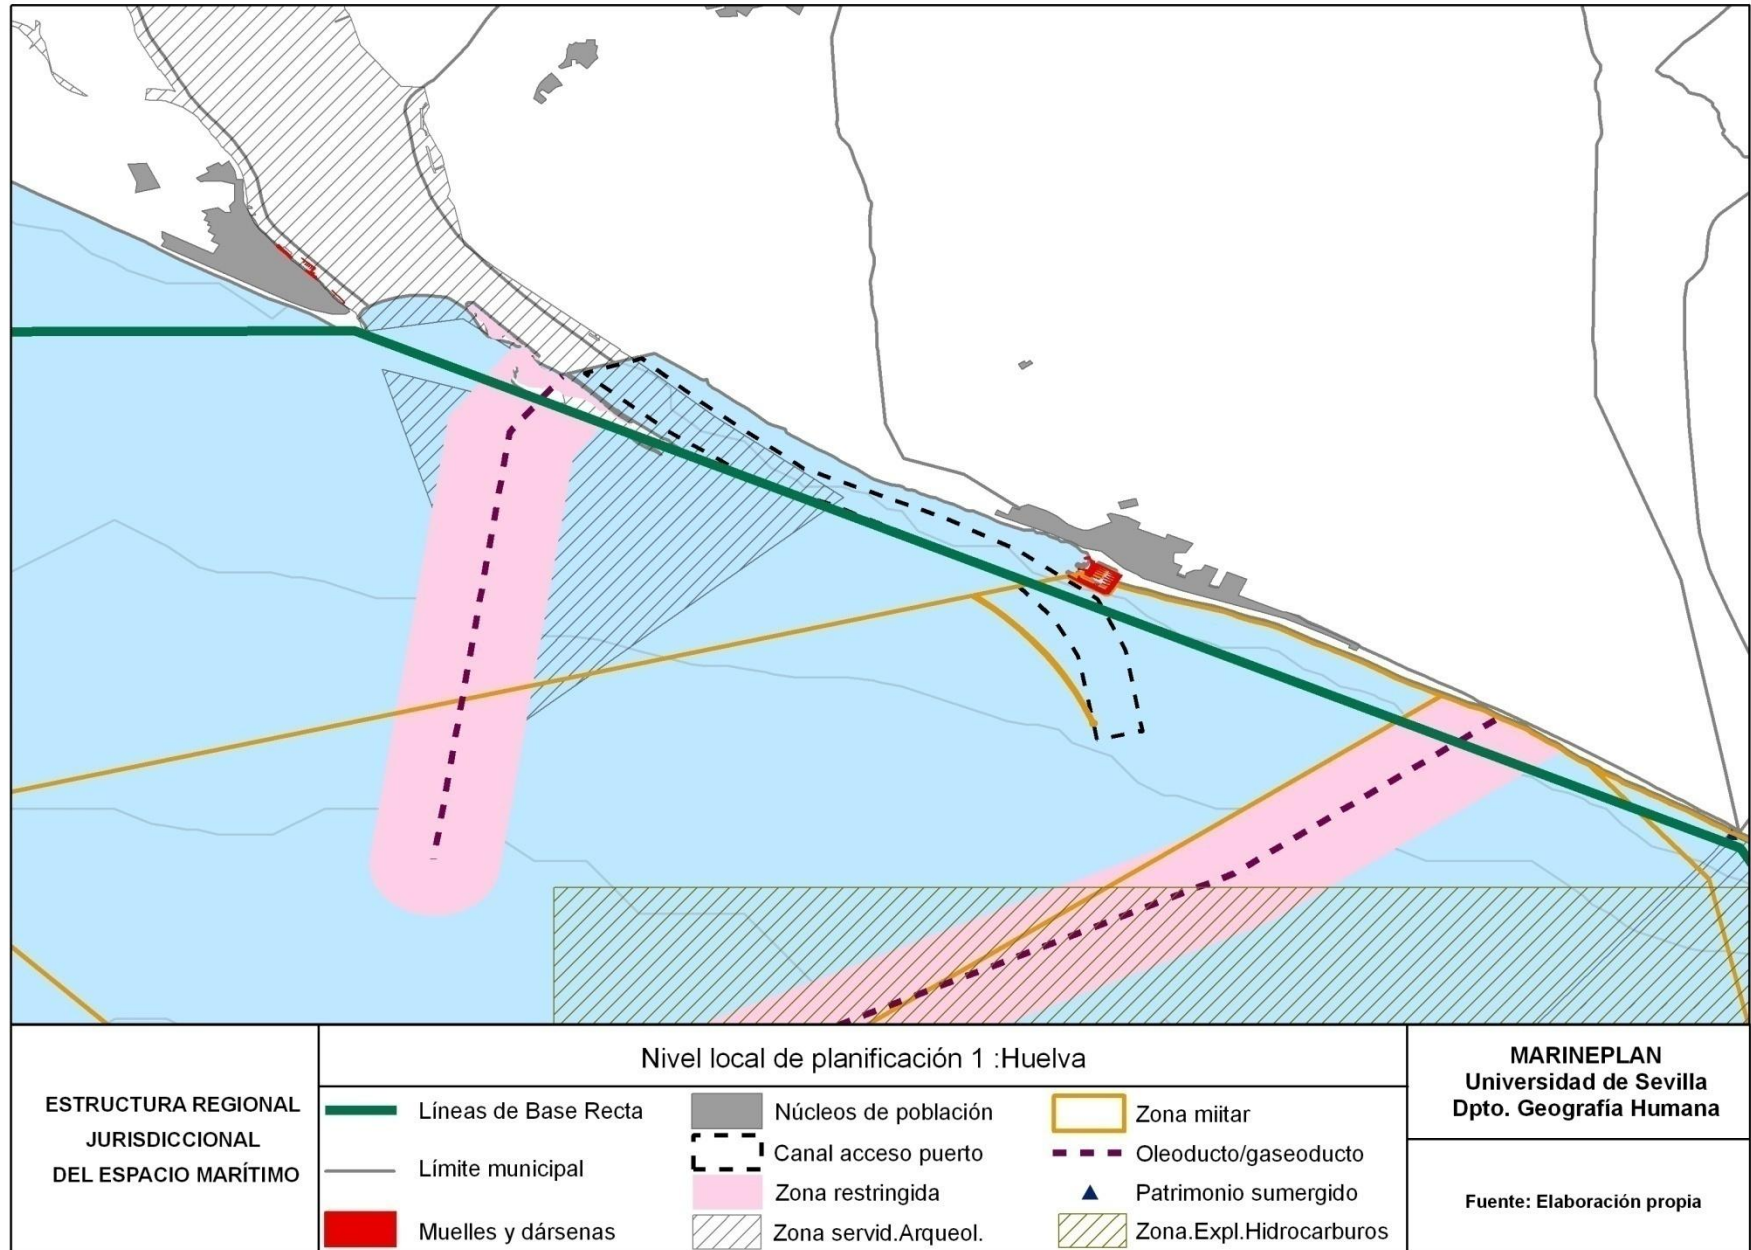 Nivel local de planificación 1 :Huelva
ESTRUCTURA REGIONAL
JURISDICCIONAL
DEL ESPACIO MARÍTIMO
Líneas de Base Recta
Límite municipal
Muelles y dársenas
Núcleos de población
Canal acceso puerto
Zona restringida
Zona servid.Arqueol.
Zona miitar
Oleoducto/gaseoducto
Patrimonio sumergido
Zona.Expl.Hidrocarburos
MARINEPLAN
Universidad de Sevilla
Dpto. Geografía Humana
Fuente: Elaboración propia